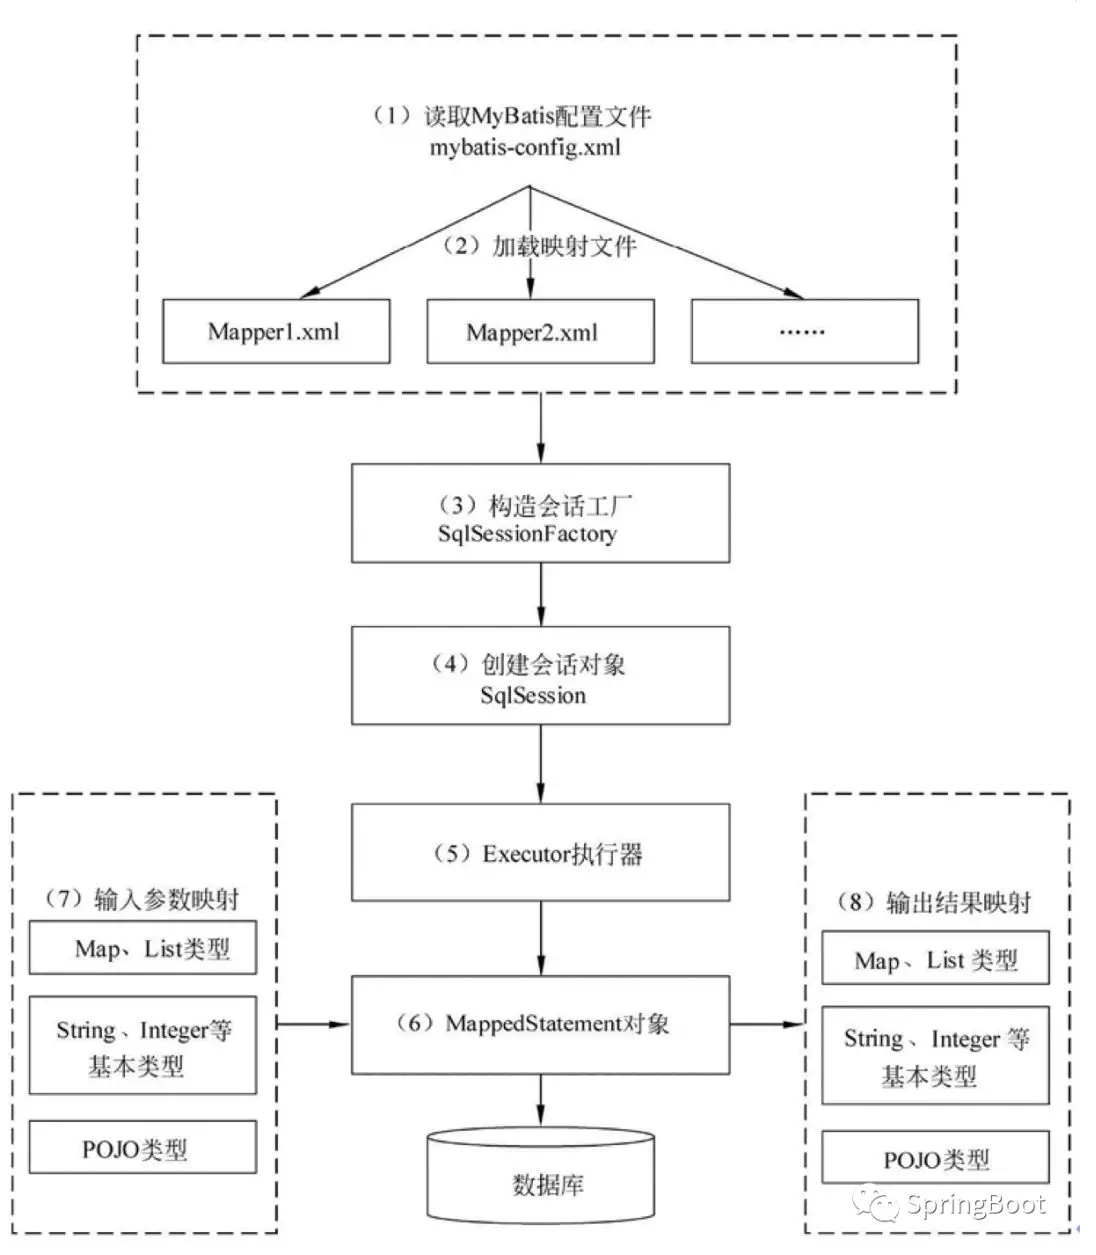 （1）读取MyBatis配置文件
mybatis-config.xml
（2）加载映射文件
Mapper1.xml
Mapper2.xml
……
（3）构造会话工厂
SqlSessionFactory
（4）创建会话对象
SqlSession
（5）Executor执行器
（7）输入参数映射
Map、List类型
String、Integer等
基本类型
POJO类型
（6）MappedStatement对象
数据库
（8）输出结果映射
Map、List 类型
String、Integer 等
基本类型
POJO类型
SpringBoot